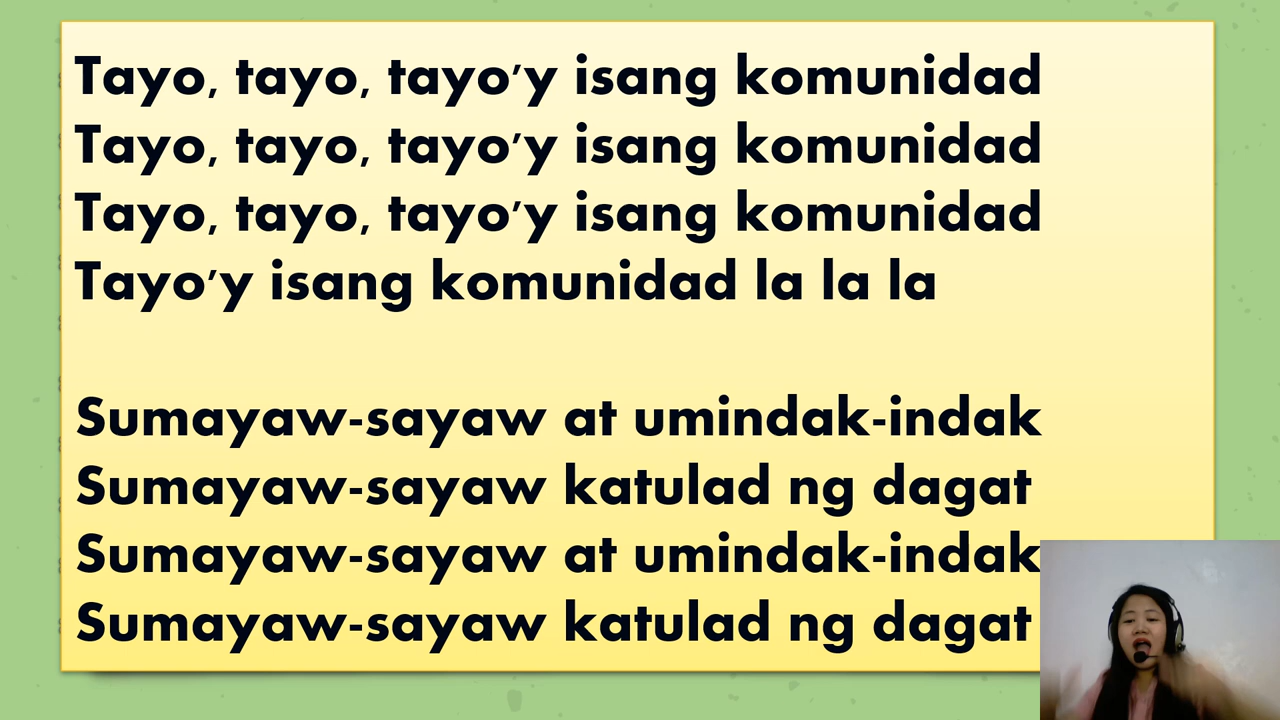 Tayo, tayo, tayo'y isang komunidad
Tayo, tayo, tayo'y isang komunidad
Tayo, tayo, tayo'y isang komunidad
Tayo'y isang komunidad la la la
Sumayaw-sayaw at umindak-indak
Sumayaw-sayaw katulad ng dagat
Sumayaw-sayaw at umindak-indak
Sumayaw-sayaw katulad ng dagat